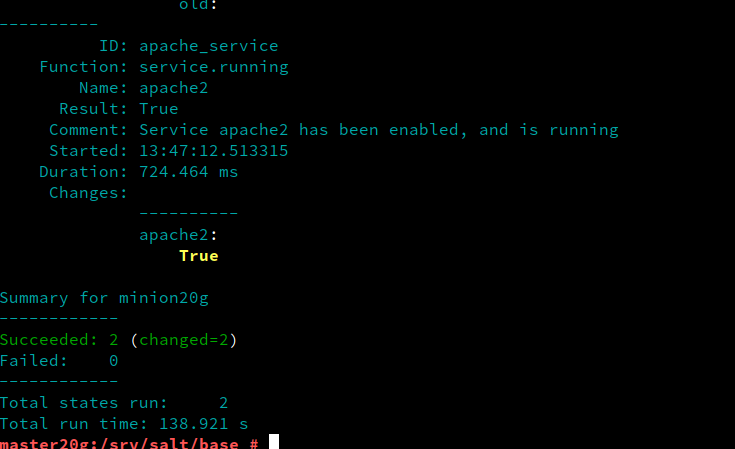 old:
----------
ID: apache_service
Function: service.running
Name: apache2
Result: True
Comment: Service apache2 has been enabled, and is running
Started: 13:47:12.513315
Duration: 724.464 ms
Changes:
----------
apache2:
True
Summary for minion20g
------------
Succeeded: 2 (changed=2)
Failed:    0
------------
Total states run:     2
Total run time: 138.921 s
master20g:/srv/salt/base #